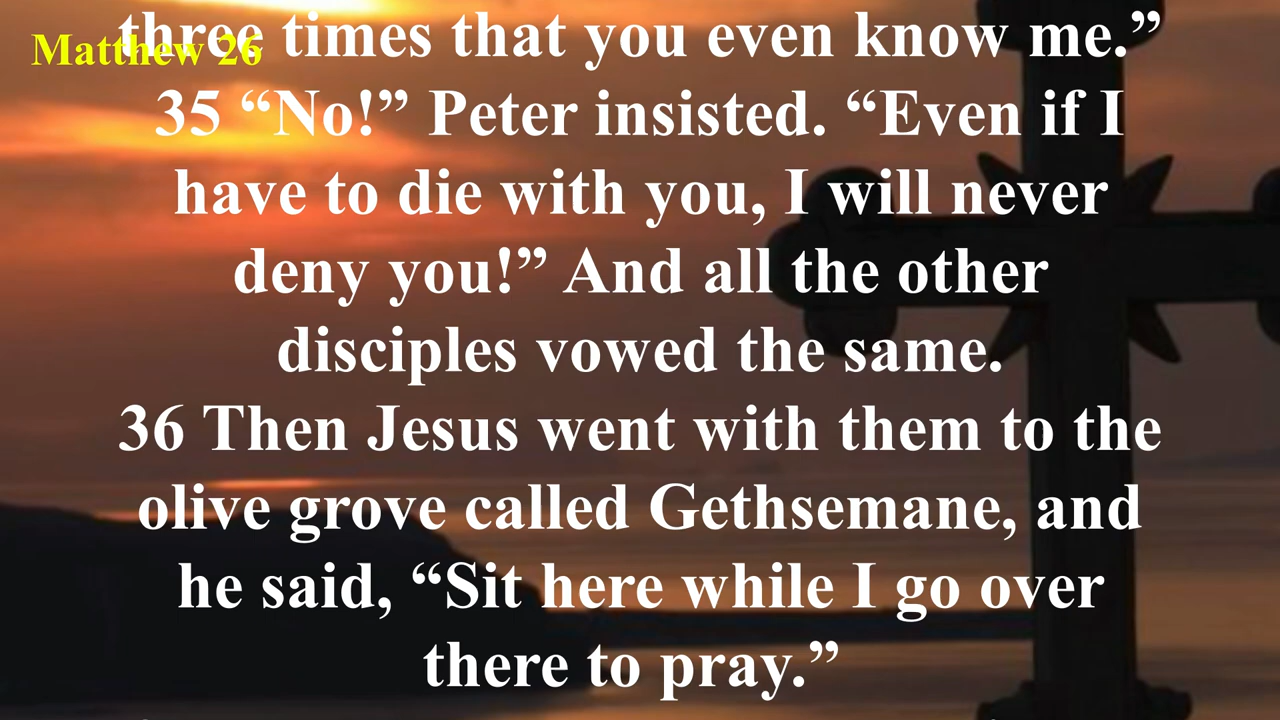 Matthew 26
three times that you even know me.”
35 “No!” Peter insisted. “Even if I
have to die with you, I will never
deny you!” And all the other
disciples vowed the same.
36 Then Jesus went with them to the
olive grove called Gethsemane, and
he said, “Sit here while I go over
there to pray.”